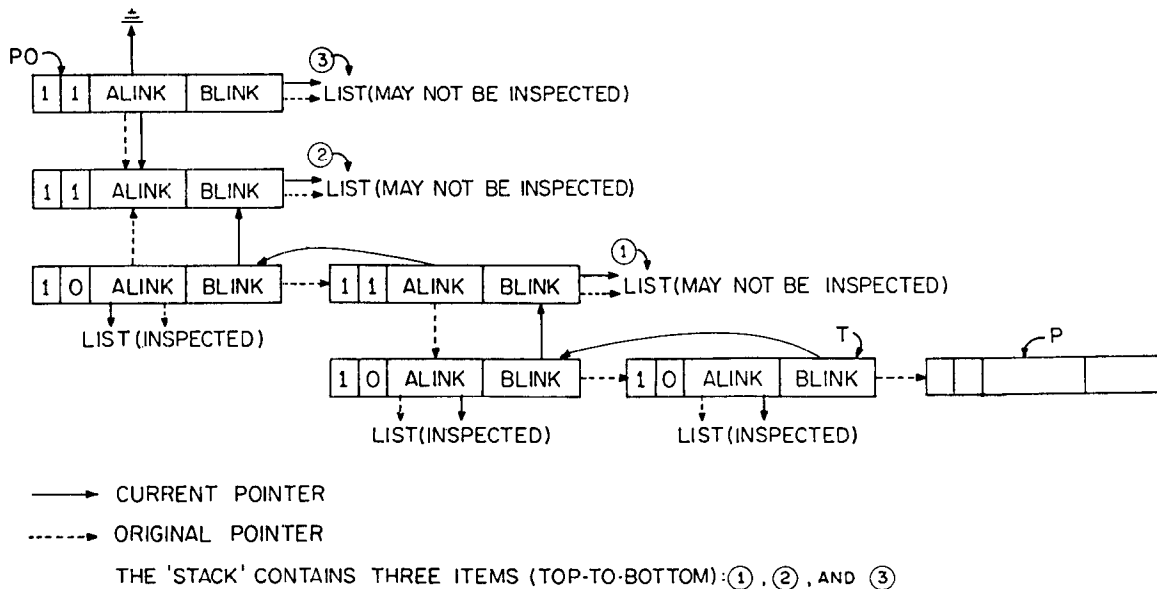 PO
③
1 1 ALINK BLINK LIST(MAY NOT BE INSPECTED)
②
1 1 ALINK BLINK LIST(MAY NOT BE INSPECTED)
①
1 0 ALINK BLINK 1 1 ALINK BLINK LIST(MAY NOT BE INSPECTED)
LIST(INSPECTED)
T P
1 0 ALINK BLINK 1 0 ALINK BLINK
LIST(INSPECTED) LIST(INSPECTED)
CURRENT POINTER
ORIGINAL POINTER
THE 'STACK' CONTAINS THREE ITEMS (TOP-TO-BOTTOM):①, ②, AND ③